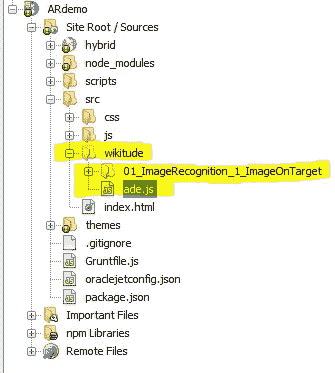 ARdemo
Site Root / Sources
hybrid
node_modules
scripts
src
css
js
wikitude
01_ImageRecognition_1_ImageOnTarget
ade.js
index.html
themes
.gitignore
Gruntfile.js
oraclejetconfig.json
package.json
Important Files
npm Libraries
Remote Files